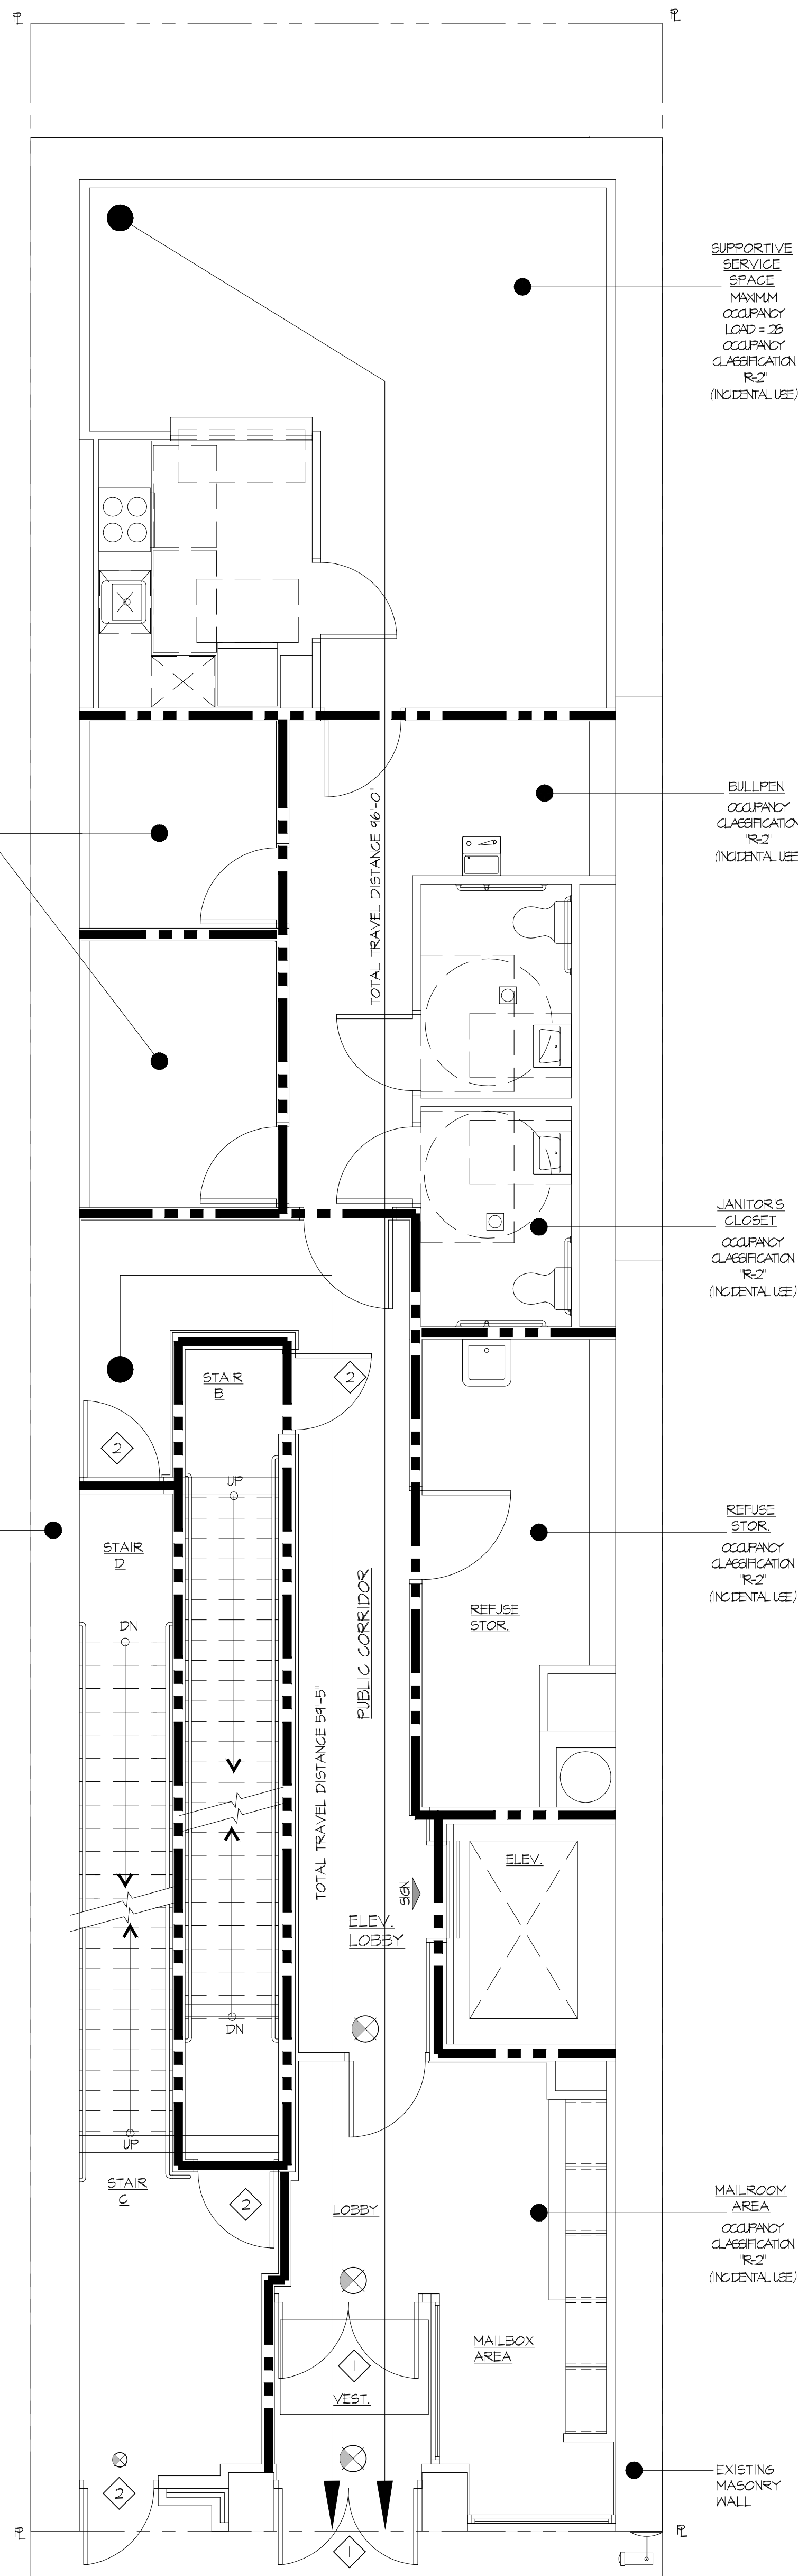 PL
PL
SUPPORTIVE
SERVICE
SPACE
MAXIMUM
OCCUPANCY
LOAD = 28
OCCUPANCY
CLASSIFICATION
"R-2"
(INCIDENTAL USE)
TOTAL TRAVEL DISTANCE 96'-0"
BULLPEN
OCCUPANCY
CLASSIFICATION
"R-2"
(INCIDENTAL USE
JANITOR'S
CLOSET
OCCUPANCY
CLASSIFICATION
"R-2"
(INCIDENTAL USE)
STAIR
B
2
2
UP
STAIR
D
DN
REFUSE
STOR.
OCCUPANCY
CLASSIFICATION
"R-2"
(INCIDENTAL USE)
REFUSE
STOR.
PUBLIC CORRIDOR
TOTAL TRAVEL DISTANCE 59'-5"
ELEV.
SIGN
ELEV.
LOBBY
DN
UP
STAIR
C
2
LOBBY
MAILROOM
AREA
OCCUPANCY
CLASSIFICATION
"R-2"
(INCIDENTAL USE)
MAILBOX
AREA
1
VEST.
2
EXISTING
MASONRY
WALL
PL
PL
1